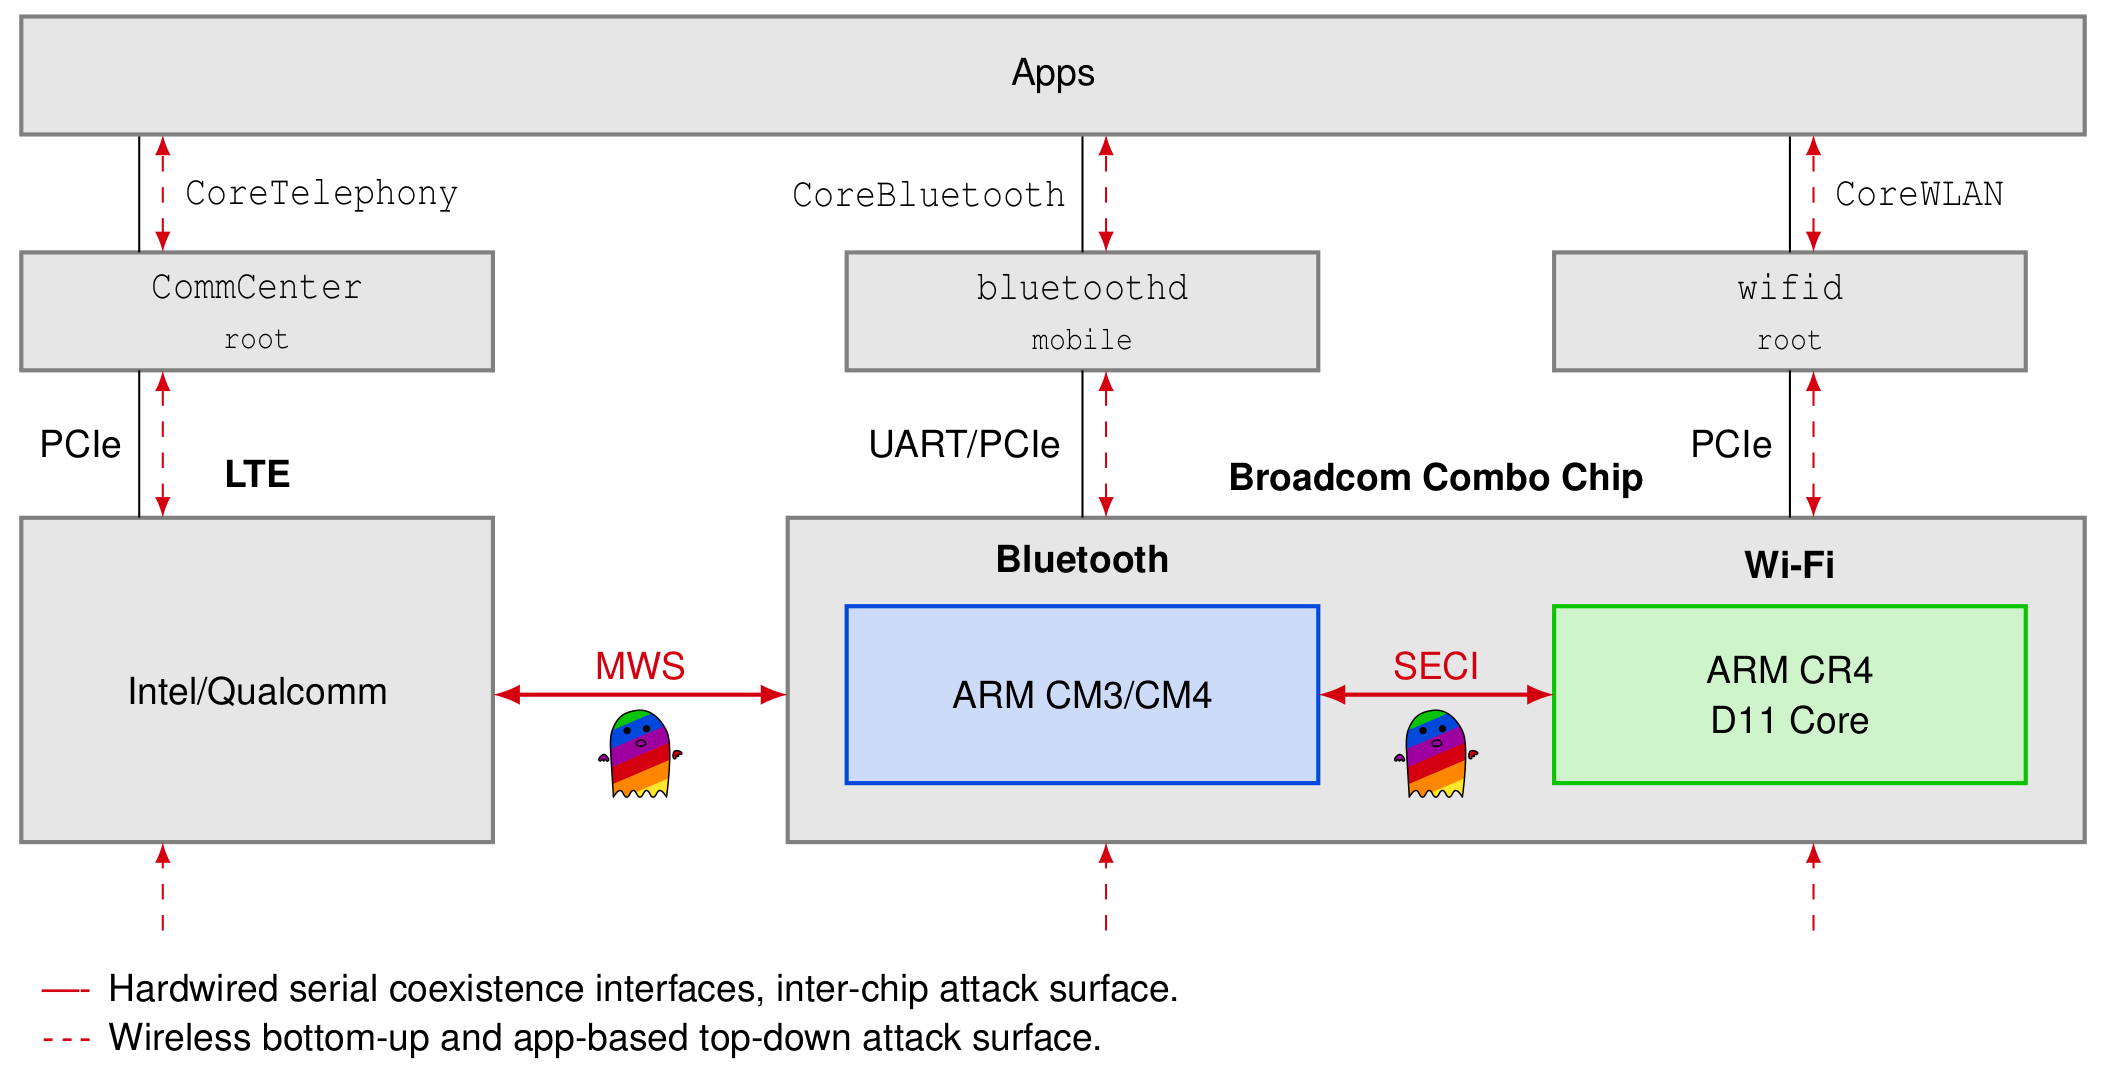 Apps
CoreTelephony
CoreBluetooth
CoreWLAN
CommCenter
root
bluetoothd
mobile
wifid
root
PCIe
LTE
UART/PCIe
Broadcom Combo Chip
PCIe
Intel/Qualcomm
MWS
Bluetooth
ARM CM3/CM4
SECI
Wi-Fi
ARM CR4
D11 Core
Hardwired serial coexistence interfaces, inter-chip attack surface.
Wireless bottom-up and app-based top-down attack surface.